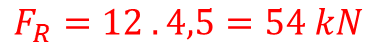 F_R = 12 . 4,5 = 54 kN